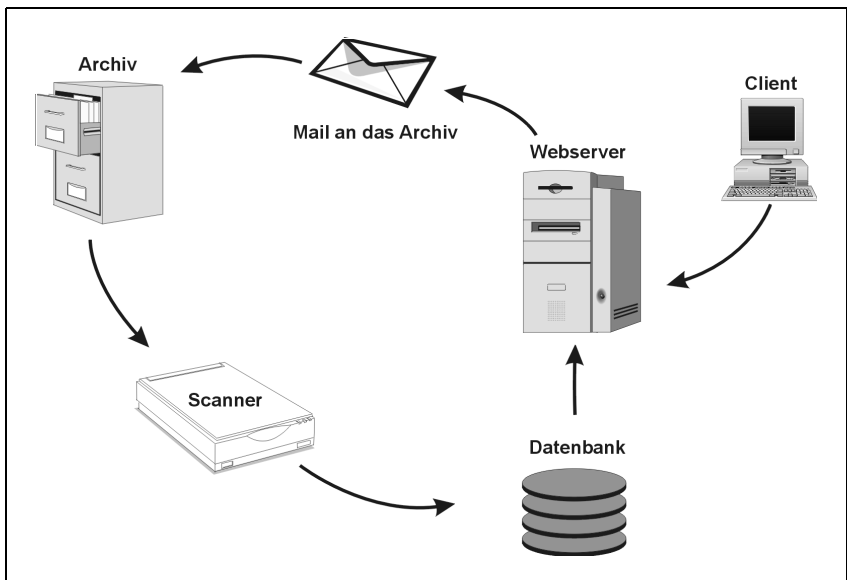 Archiv
Mail an das Archiv
Client
Webserver
Scanner
Datenbank